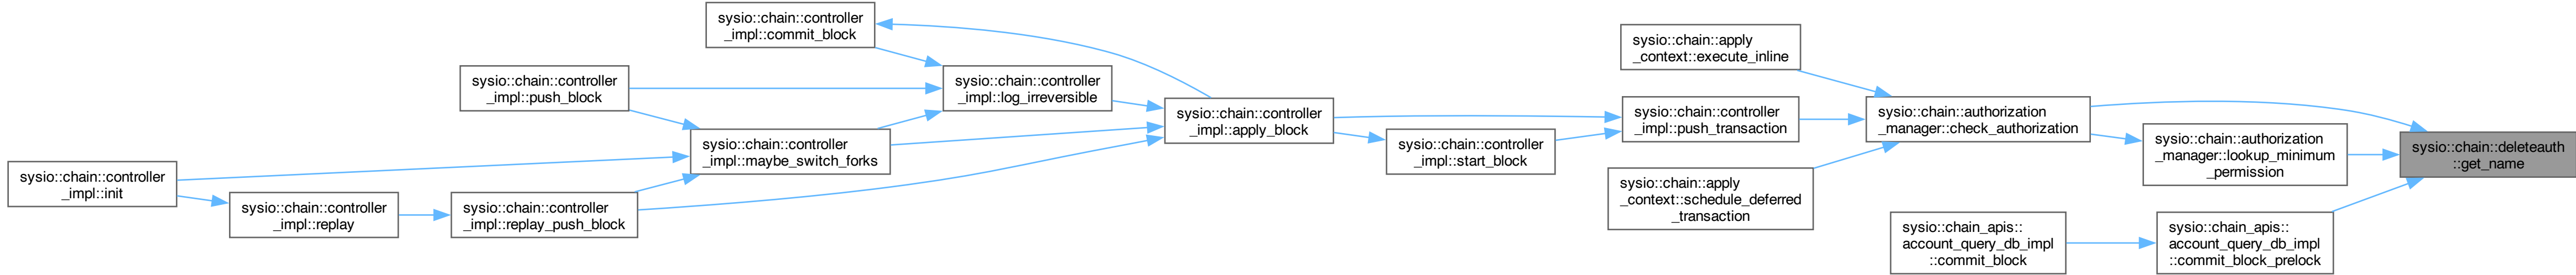 sysio::chain::controller
_impl::commit_block
sysio::chain::apply
_context::execute_inline
sysio::chain::controller
_impl::push_block
sysio::chain::controller
_impl::log_irreversible
sysio::chain::controller
_impl::apply_block
sysio::chain::controller
_impl::push_transaction
sysio::chain::authorization
_manager::check_authorization
sysio::chain::controller
_impl::maybe_switch_forks
sysio::chain::controller
_impl::start_block
sysio::chain::authorization
_manager::lookup_minimum
_permission
sysio::chain::deleteauth
::get_name
sysio::chain::controller
_impl::init
sysio::chain::controller
_impl::replay
sysio::chain::controller
_impl::replay_push_block
sysio::chain::apply
_context::schedule_deferred
_transaction
sysio::chain_apis::
account_query_db_impl
::commit_block
sysio::chain_apis::
account_query_db_impl
::commit_block_prelock